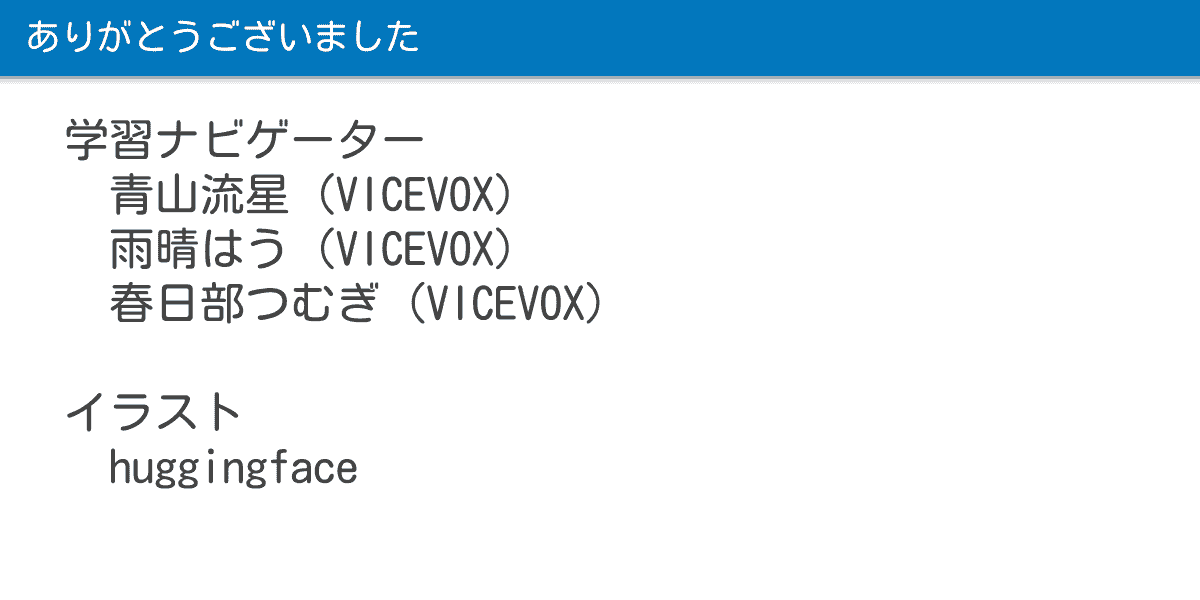 ありがとうございました
学習ナビゲーター
青山流星 (VICEVOX)
雨晴はう (VICEVOX)
春日部つむぎ (VICEVOX)
イラスト
huggingface